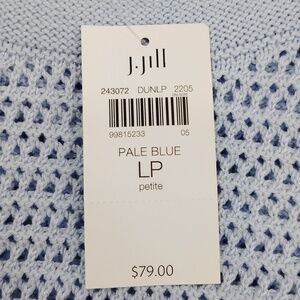 J.Jill
243072 DUNLP 2205
99815233 05
PALE BLUE
LP
petite
$79.00